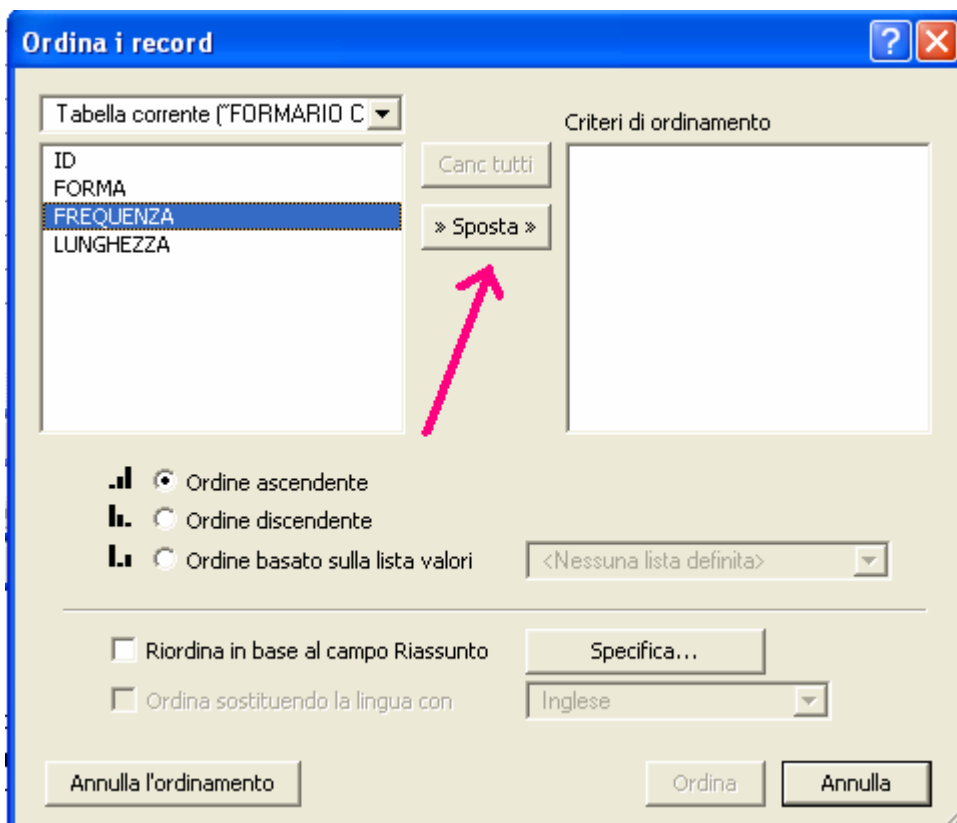 Ordina i record
Tabella corrente ("FORMARIO C
Criteri di ordinamento
ID
FORMA
FREQUENZA
LUNGHEZZA
Canc tutti
» Sposta »
Ordine ascendente
Ordine discendente
Ordine basato sulla lista valori
<Nessuna lista definita>
Riordina in base al campo Riassunto
Specifica...
Ordina sostituendo la lingua con
Inglese
Annulla l'ordinamento
Ordina
Annulla